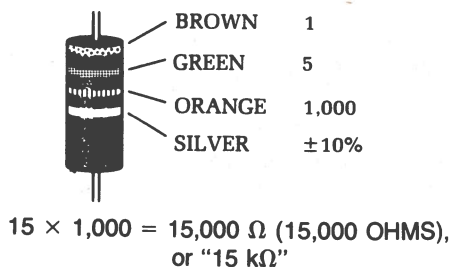 BROWN 1
GREEN 5
ORANGE 1,000
SILVER ±10%
15 × 1,000 = 15,000 Ω (15,000 OHMS),
or “15 kΩ”